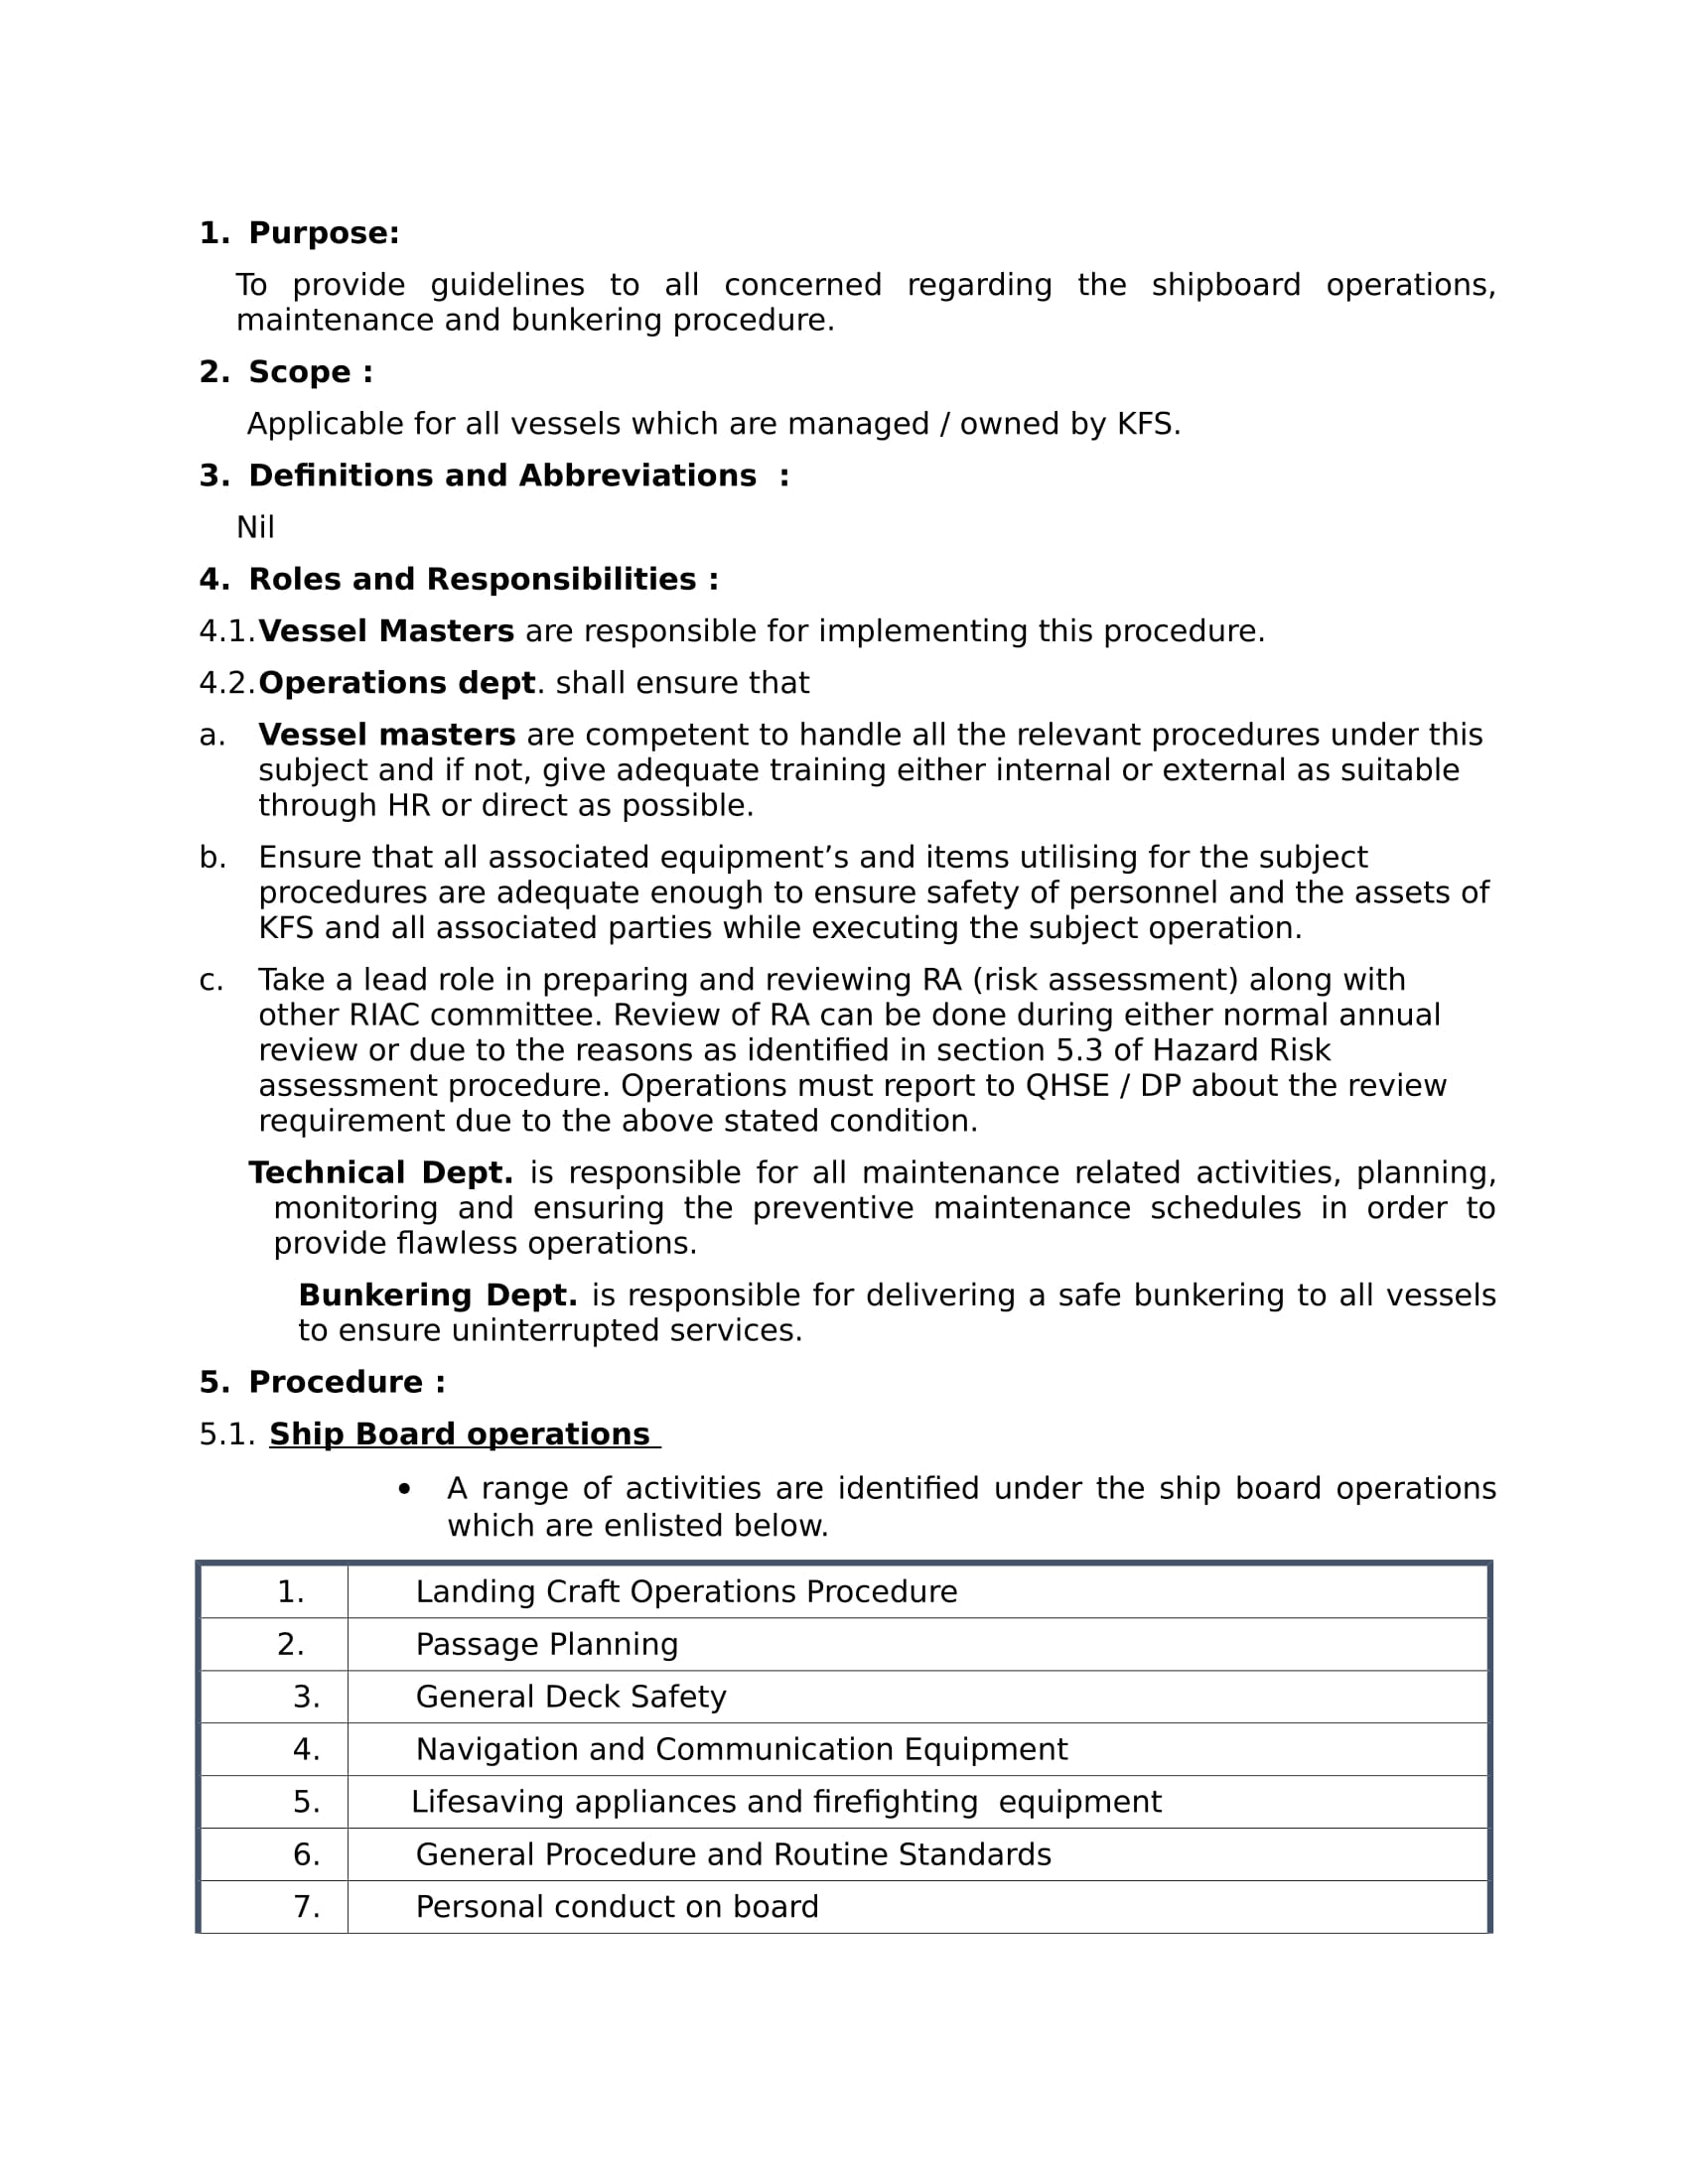 1. Purpose:
To provide guidelines to all concerned regarding the shipboard operations,
maintenance and bunkering procedure.
2. Scope :
Applicable for all vessels which are managed / owned by KFS.
3. Definitions and Abbreviations  :
Nil
4. Roles and Responsibilities :
4.1.Vessel Masters are responsible for implementing this procedure.
4.2.Operations dept. shall ensure that
a. Vessel masters are competent to handle all the relevant procedures under this
subject and if not, give adequate training either internal or external as suitable
through HR or direct as possible.
b. Ensure that all associated equipment’s and items utilising for the subject
procedures are adequate enough to ensure safety of personnel and the assets of
KFS and all associated parties while executing the subject operation.
c. Take a lead role in preparing and reviewing RA (risk assessment) along with
other RIAC committee. Review of RA can be done during either normal annual
review or due to the reasons as identified in section 5.3 of Hazard Risk
assessment procedure. Operations must report to QHSE / DP about the review
requirement due to the above stated condition.
Technical Dept. is responsible for all maintenance related activities, planning,
monitoring and ensuring the preventive maintenance schedules in order to
provide flawless operations.
Bunkering Dept. is responsible for delivering a safe bunkering to all vessels
to ensure uninterrupted services.
5. Procedure :
5.1. Ship Board operations
• A range of activities are identified under the ship board operations
which are enlisted below.
1. Landing Craft Operations Procedure
2. Passage Planning
3. General Deck Safety
4. Navigation and Communication Equipment
5. Lifesaving appliances and firefighting  equipment
6. General Procedure and Routine Standards
7. Personal conduct on board